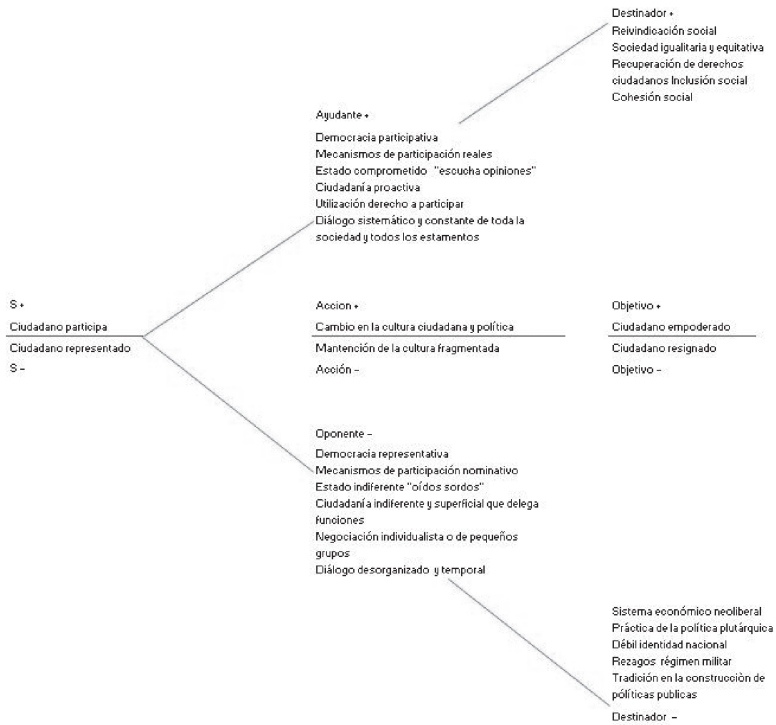 Destinador +
Reivindicación social
Sociedad igualitaria y equitativa
Recuperación de derechos
ciudadanos Inclusión social
Cohesión social
Ayudante +
Democracia participativa
Mecanismos de participación reales
Estado comprometido "escucha opiniones"
Ciudadanía proactiva
Utilización derecho a participar
Diálogo sistemático y constante de toda la
sociedad y todos los estamentos
S +
Ciudadano participa
Ciudadano representado
S -
Accion +
Cambio en la cultura ciudadana y política
Mantención de la cultura fragmentada
Acción -
Objetivo +
Ciudadano empoderado
Ciudadano resignado
Objetivo -
Oponente -
Democracia representativa
Mecanismos de participación nominativo
Estado indiferente "oídos sordos"
Ciudadanía indiferente y superficial que delega
funciones
Negociación individualista o de pequeños
grupos
Diálogo desorganizado y temporal
Sistema económico neoliberal
Práctica de la política plutárquica
Débil identidad nacional
Rezagos régimen militar
Tradición en la construcciòn de
pólíticas publicas
Destinador -